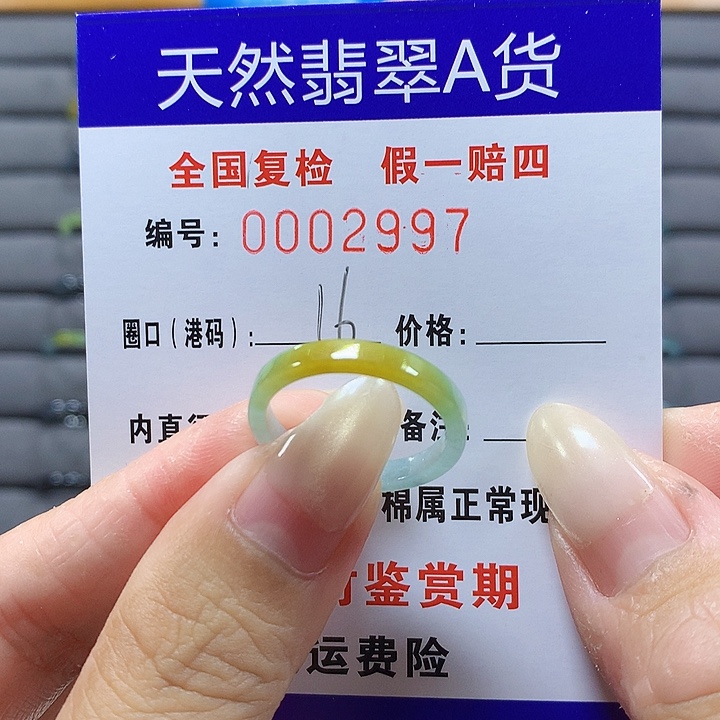 天然翡翠A货
全国复检 假一赔四
编号: 0002997
圈口(港码): 16 价格:
内直 备注:
棉属正常现
鉴赏期
运费险